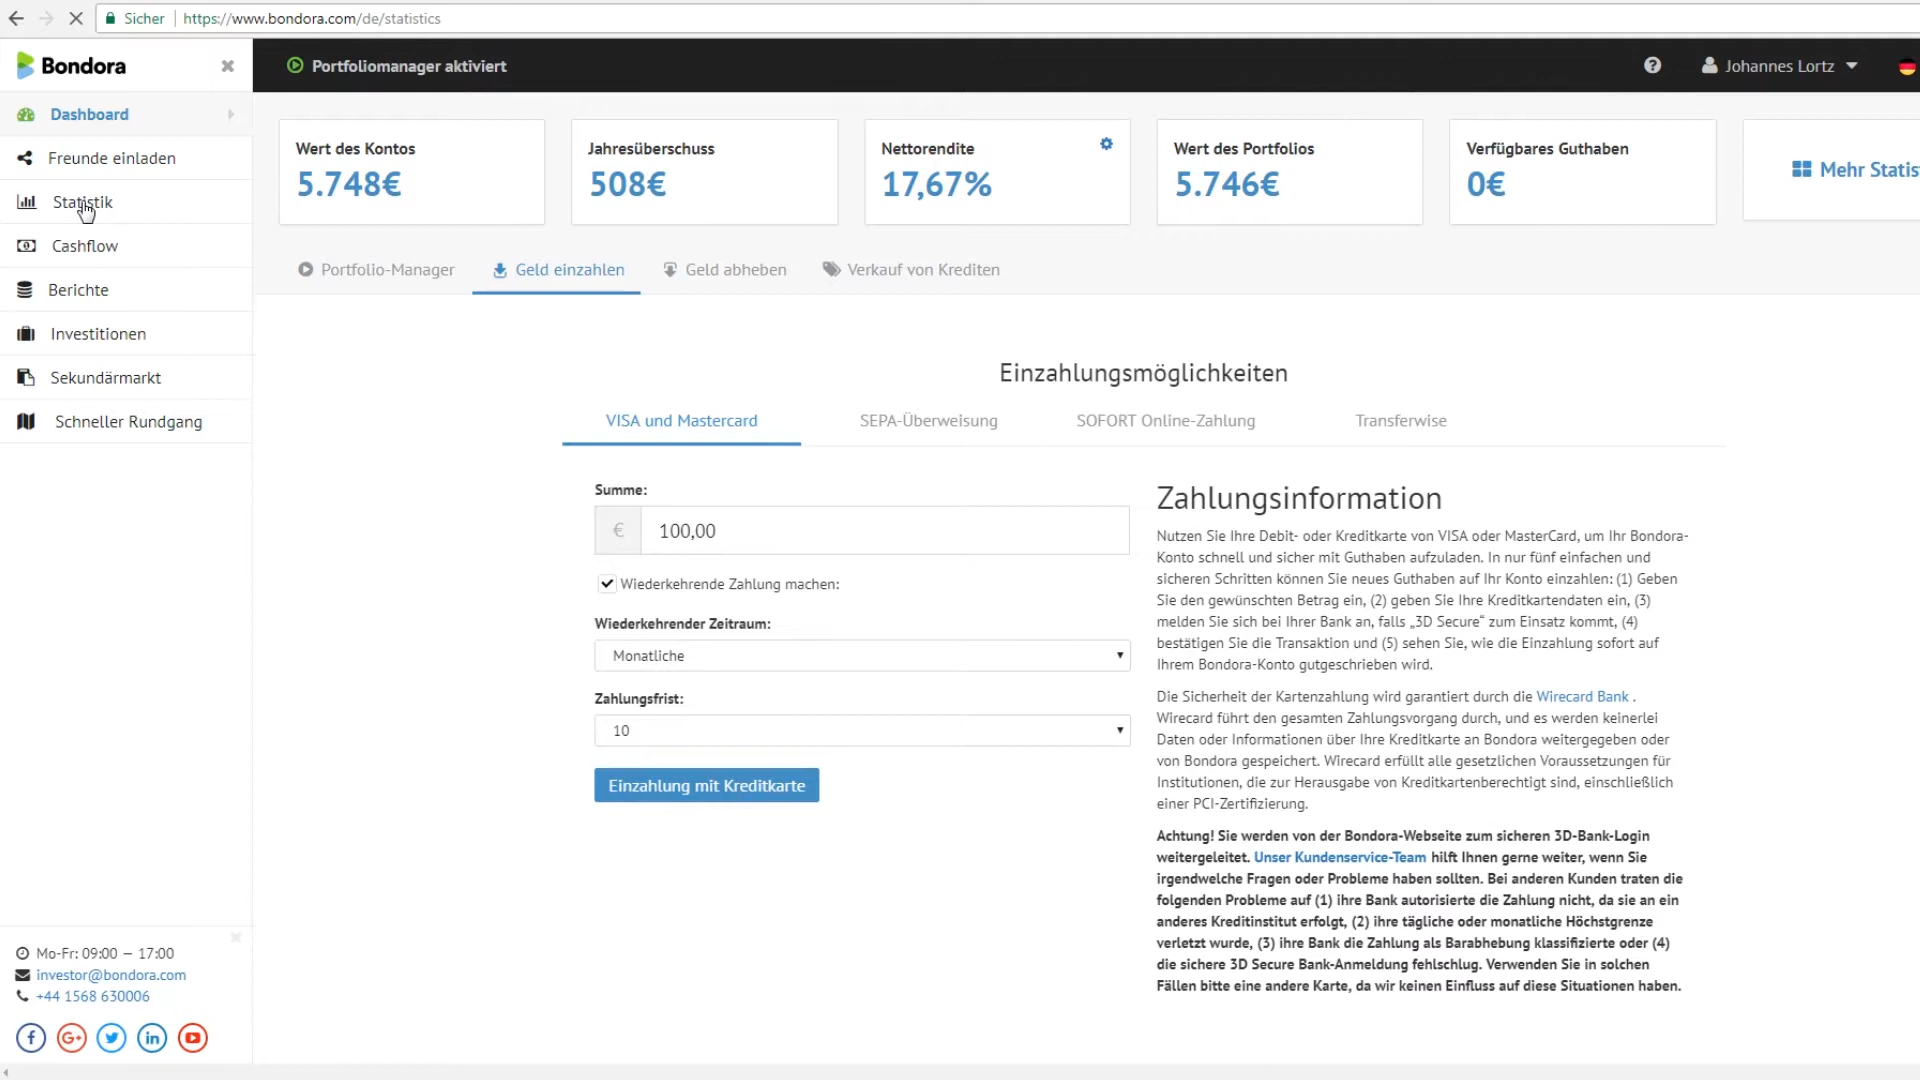 Sicher https://www.bondora.com/de/statistics
Bondora
Portfoliomanager aktiviert
Johannes Lortz
Dashboard
Freunde einladen
Statistik
Cashflow
Berichte
Investitionen
Sekundärmarkt
Schneller Rundgang
Wert des Kontos
5.748€
Jahresüberschuss
508€
Nettorendite
17,67%
Wert des Portfolios
5.746€
Verfügbares Guthaben
0€
Mehr Statis
Portfolio-Manager
Geld einzahlen
Geld abheben
Verkauf von Krediten
Einzahlungsmöglichkeiten
VISA und Mastercard
SEPA-Überweisung
SOFORT Online-Zahlung
Transferwise
Summe:
€ 100,00
Wiederkehrende Zahlung machen:
Wiederkehrender Zeitraum:
Monatliche
Zahlungsfrist:
10
Einzahlung mit Kreditkarte
Zahlungsinformation
Nutzen Sie Ihre Debit- oder Kreditkarte von VISA oder MasterCard, um Ihr Bondora-
Konto schnell und sicher mit Guthaben aufzuladen. In nur fünf einfachen und
sicheren Schritten können Sie neues Guthaben auf Ihr Konto einzahlen: (1) Geben
Sie den gewünschten Betrag ein, (2) geben Sie Ihre Kreditkartendaten ein, (3)
melden Sie sich bei Ihrer Bank an, falls „3D Secure“ zum Einsatz kommt, (4)
bestätigen Sie die Transaktion und (5) sehen Sie, wie die Einzahlung sofort auf
Ihrem Bondora-Konto gutgeschrieben wird.
Die Sicherheit der Kartenzahlung wird garantiert durch die Wirecard Bank .
Wirecard führt den gesamten Zahlungsvorgang durch, und es werden keinerlei
Daten oder Informationen über Ihre Kreditkarte an Bondora weitergegeben oder
von Bondora gespeichert. Wirecard erfüllt alle gesetzlichen Voraussetzungen für
Institutionen, die zur Herausgabe von Kreditkartenberechtigt sind, einschließlich
einer PCI-Zertifizierung.
Achtung! Sie werden von der Bondora-Webseite zum sicheren 3D-Bank-Login
weitergeleitet. Unser Kundenservice-Team hilft Ihnen gerne weiter, wenn Sie
irgendwelche Fragen oder Probleme haben sollten. Bei anderen Kunden traten die
folgenden Probleme auf (1) ihre Bank autorisierte die Zahlung nicht, da sie an ein
anderes Kreditinstitut erfolgt, (2) ihre tägliche oder monatliche Höchstgrenze
verletzt wurde, (3) ihre Bank die Zahlung als Barabhebung klassifizierte oder (4)
die sichere 3D Secure Bank-Anmeldung fehlschlug. Verwenden Sie in solchen
Fällen bitte eine andere Karte, da wir keinen Einfluss auf diese Situationen haben.
Mo-Fr: 09:00 — 17:00
investor@bondora.com
+44 1568 630006